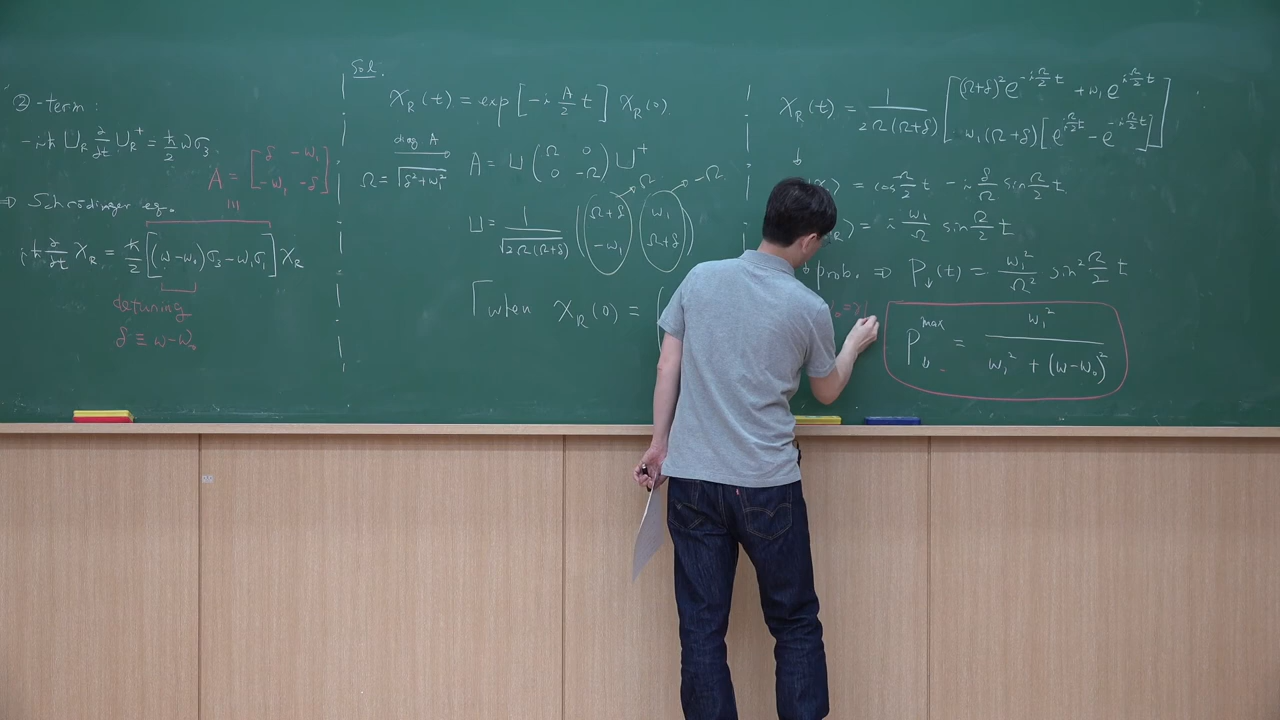 ② -term :
-iħ U_R ∂/∂t U_R^+ = ħ/2 ω σ_3
A = [ δ -ω_1 ; -ω_1 -δ ]
⇒ Schrödinger eq.
iħ ∂/∂t χ_R = ħ/2 [(ω-ω_0)σ_3 - ω_1σ_1] χ_R
detuning
δ ≡ ω-ω_0
Sol.
χ_R(t) = exp[-i A/2 t] χ_R(0)
diag A
Ω = √(δ²+ω_1²)
A = U ( Ω 0 ; 0 -Ω ) U^+
→ Ω → -Ω
U = 1/√(2Ω(Ω+δ)) ( Ω+δ ω_1 ; -ω_1 Ω+δ )
when χ_R(0) = (
χ_R(t) = 1/(2Ω(Ω+δ)) [ (Ω+δ)² e^{-iΩ/2 t} + ω_1 e^{iΩ/2 t} ; ω_1(Ω+δ)[e^{iΩ/2 t} - e^{-iΩ/2 t}] ]
↓
⟩ = cos Ω/2 t - i δ/Ω sin Ω/2 t
R⟩ = i ω_1/Ω sin Ω/2 t
prob. ⇒ P_↓(t) = ω_1²/Ω² sin² Ω/2 t
P_↓^max = ω_1²/(ω_1² + (ω-ω_0)²)